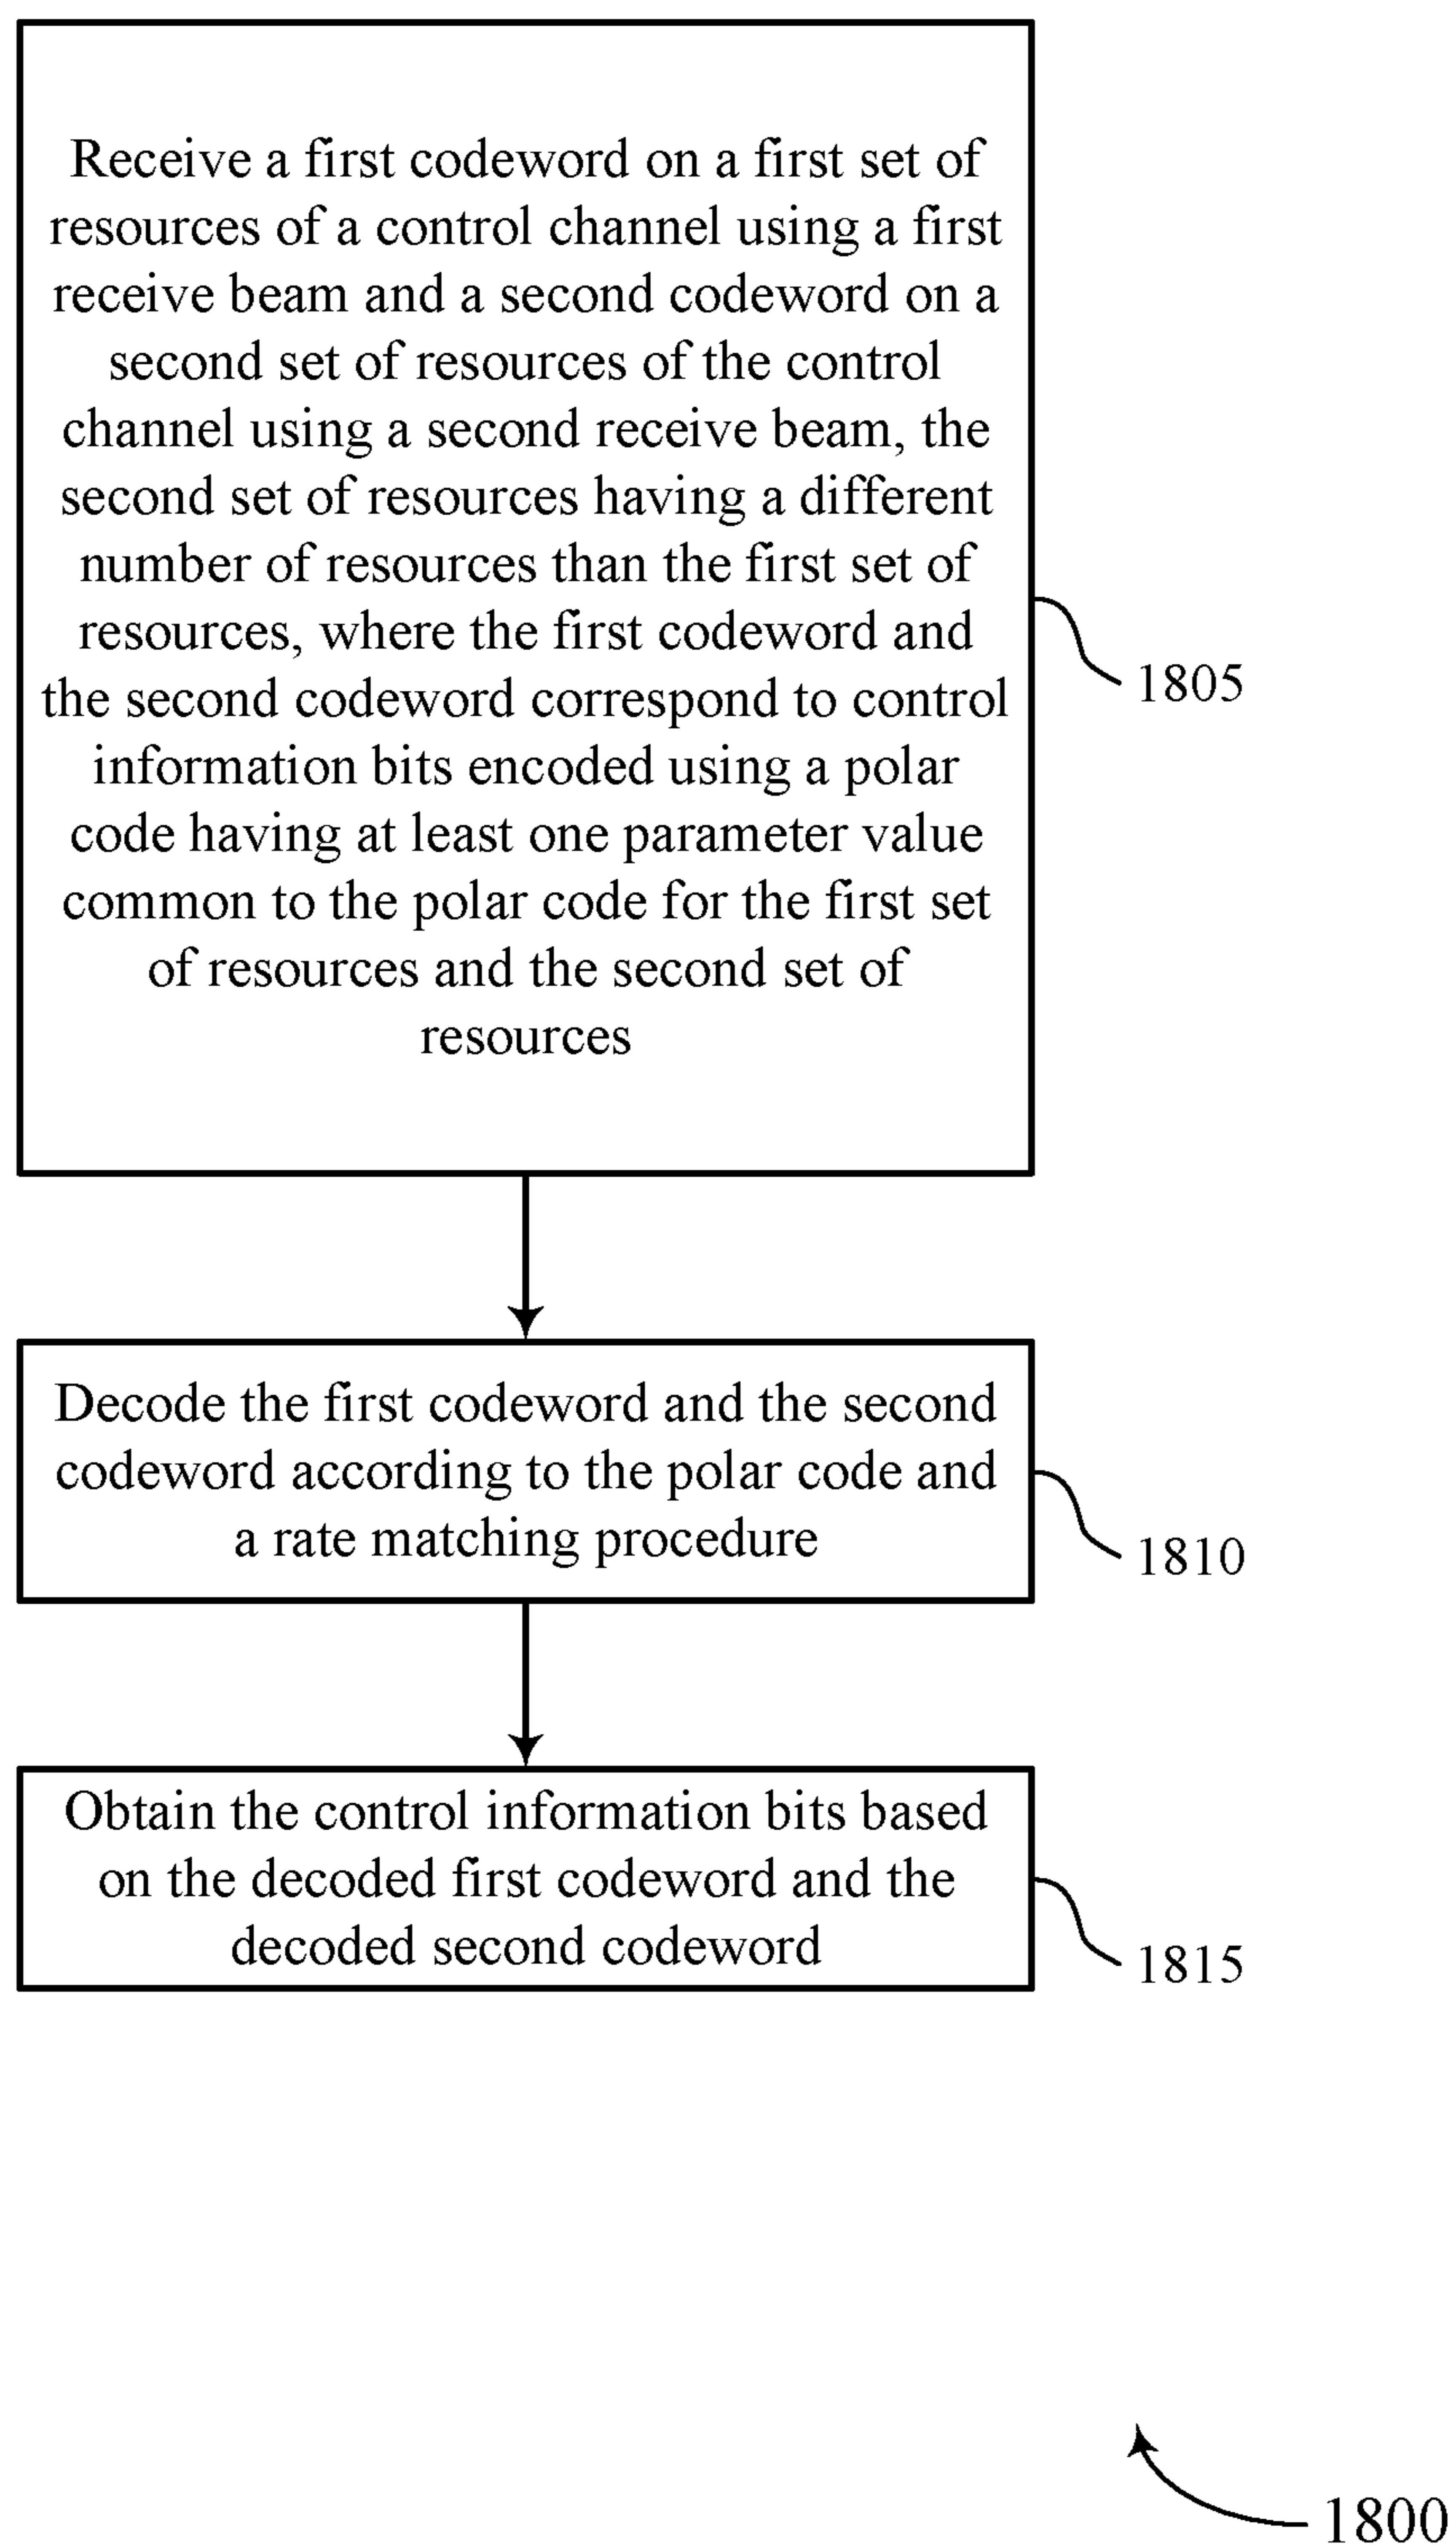 Receive a first codeword on a first set of
resources of a control channel using a first
receive beam and a second codeword on a
second set of resources of the control
channel using a second receive beam, the
second set of resources having a different
number of resources than the first set of
resources, where the first codeword and
the second codeword correspond to control
information bits encoded using a polar
code having at least one parameter value
common to the polar code for the first set
of resources and the second set of
resources
1805
Decode the first codeword and the second
codeword according to the polar code and
a rate matching procedure
1810
Obtain the control information bits based
on the decoded first codeword and the
decoded second codeword
1815
1800